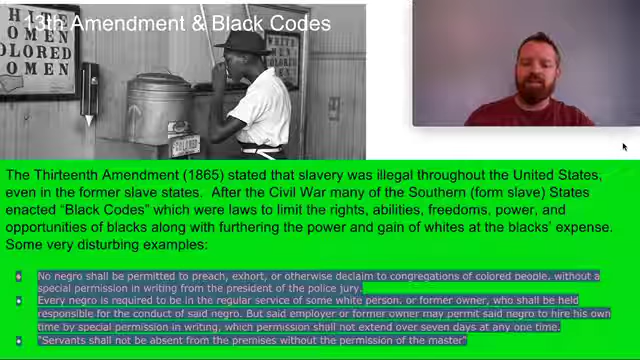 13th Amendment & Black Codes
WOMEN
COLORED
MEN
WHITE
MEN
COLORED
MEN
COLORED
The Thirteenth Amendment (1865) stated that slavery was illegal throughout the United States,
even in the former slave states.  After the Civil War many of the Southern (form slave) States
enacted “Black Codes” which were laws to limit the rights, abilities, freedoms, power, and
opportunities of blacks along with furthering the power and gain of whites at the blacks’ expense.
Some very disturbing examples:
No negro shall be permitted to preach, exhort, or otherwise declaim to congregations of colored people, without a
special permission in writing from the president of the police jury.
Every negro is required to be in the regular service of some white person, or former owner, who shall be held
responsible for the conduct of said negro. But said employer or former owner may permit said negro to hire his own
time by special permission in writing, which permission shall not extend over seven days at any one time.
"Servants shall not be absent from the premises without the permission of the master"